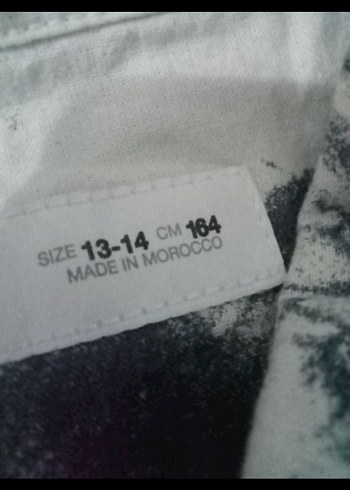 SIZE 13-14 CM 164
MADE IN MOROCCO